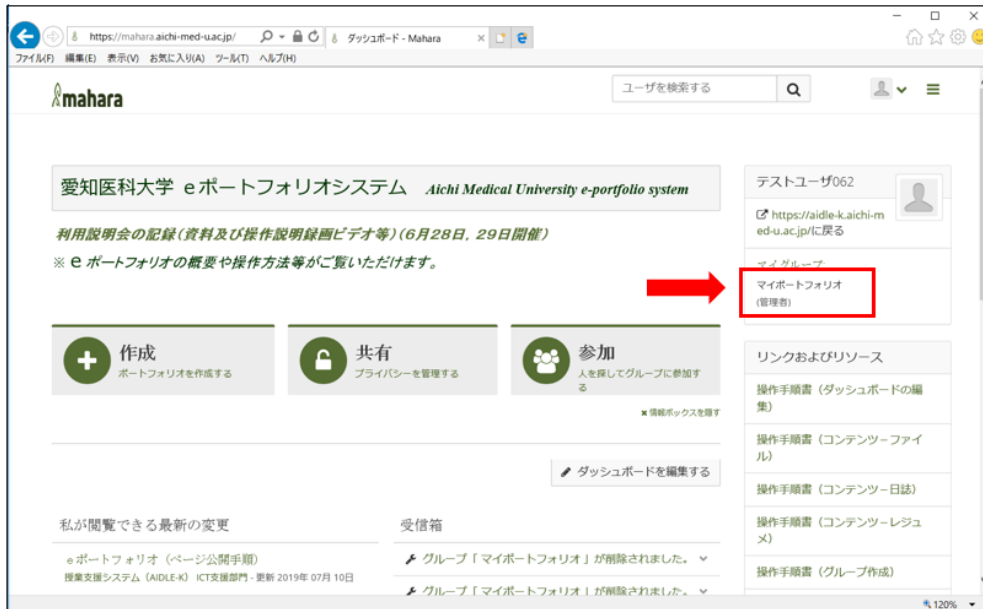 https://mahara.aichi-med-u.ac.jp/
ダッシュボード - Mahara
ファイル(F) 編集(E) 表示(V) お気に入り(A) ツール(T) ヘルプ(H)
mahara
ユーザを検索する
愛知医科大学 eポートフォリオシステム Aichi Medical University e-portfolio system
利用説明会の記録(資料及び操作説明録画ビデオ等)(6月28日, 29日開催)
※ e ポートフォリオの概要や操作方法等がご覧いただけます。
作成
ポートフォリオを作成する
共有
プライバシーを管理する
参加
人を探してグループに参加す
る
×情報ボックスを隠す
ダッシュボードを編集する
私が閲覧できる最新の変更
eポートフォリオ（ページ公開手順）
授業支援システム（AIDLE-K） ICT支援部門 - 更新 2019年 07月 10日
受信箱
グループ「 マイポートフォリオ 」が削除されました。
グループ「 マイポートフォリオ 」が削除されました。
テストユーザ062
https://aidle-k.aichi-m
ed-u.ac.jp/に戻る
マイグループ:
マイポートフォリオ
(管理者)
リンクおよびリソース
操作手順書（ダッシュボードの編
集）
操作手順書（コンテンツ－ファイ
ル）
操作手順書（コンテンツ－日誌）
操作手順書（コンテンツ－レジュ
メ）
操作手順書（グループ作成）
120%